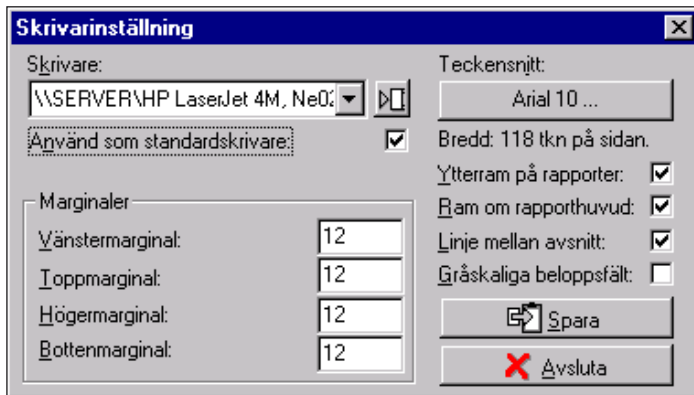 Skrivarinställning
Skrivare:
\\SERVER\HP LaserJet 4M, Ne02
Använd som standardskrivare:
Marginaler
Vänstermarginal: 12
Toppmarginal: 12
Högermarginal: 12
Bottenmarginal: 12
Teckensnitt:
Arial 10 ...
Bredd: 118 tkn på sidan.
Ytterram på rapporter:
Ram om rapporthuvud:
Linje mellan avsnitt:
Gråskaliga beloppsfält:
Spara
Avsluta